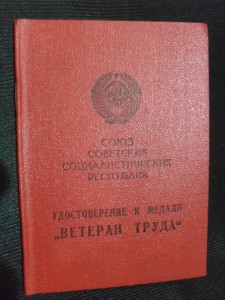 СОЮЗ
СОВЕТСКИХ
СОЦИАЛИСТИЧЕСКИХ
РЕСПУБЛИК
УДОСТОВЕРЕНИЕ К МЕДАЛИ
„ВЕТЕРАН ТРУДА“